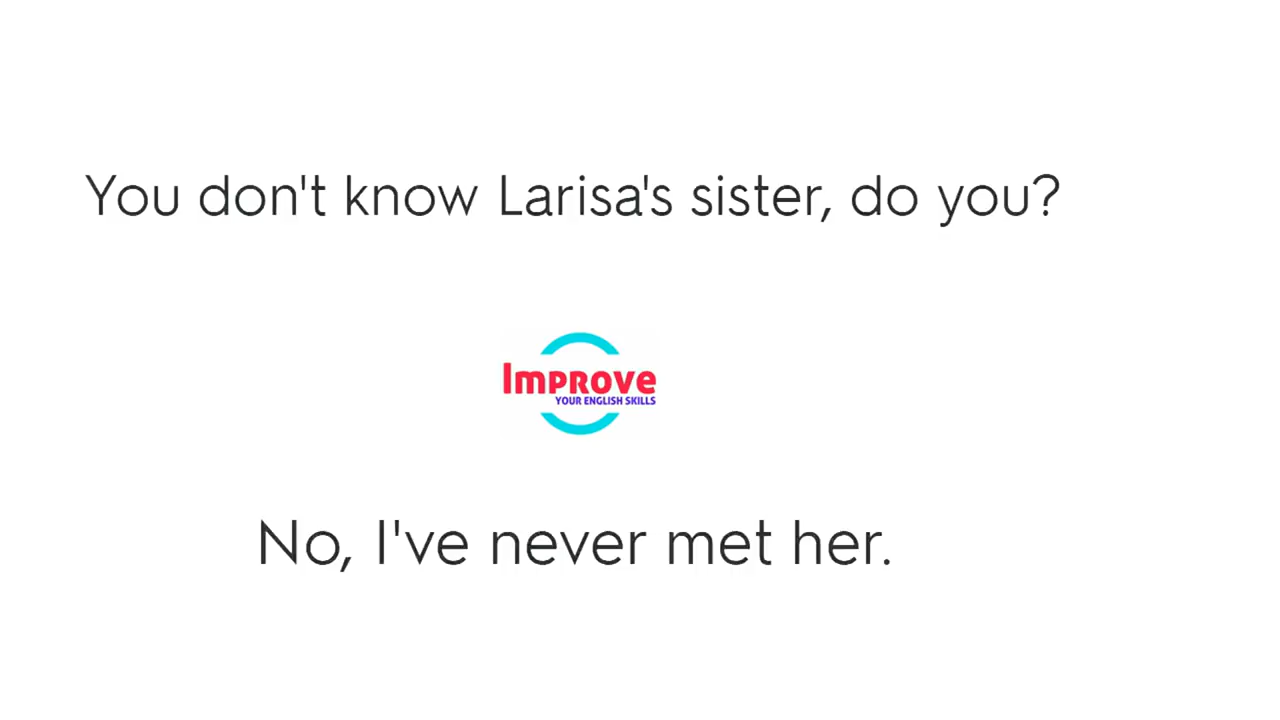 You don't know Larisa's sister, do you?
Improve
YOUR ENGLISH SKILLS
No, I've never met her.